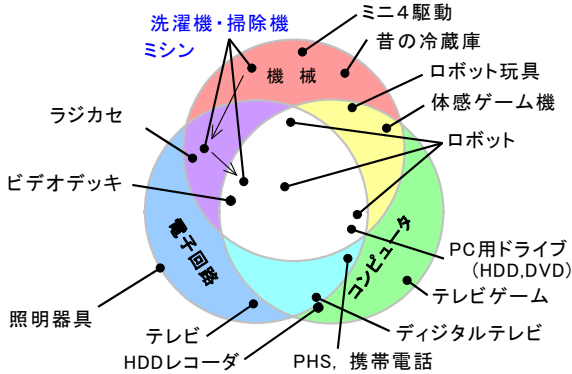 洗濯機・掃除機
ミシン
ミニ４駆動
昔の冷蔵庫
機 械
ロボット玩具
体感ゲーム機
ラジカセ
ロボット
ビデオデッキ
電子回路
コンピュータ
PC用ドライブ
(HDD,DVD)
テレビゲーム
照明器具
テレビ
ディジタルテレビ
HDDレコーダ
PHS, 携帯電話